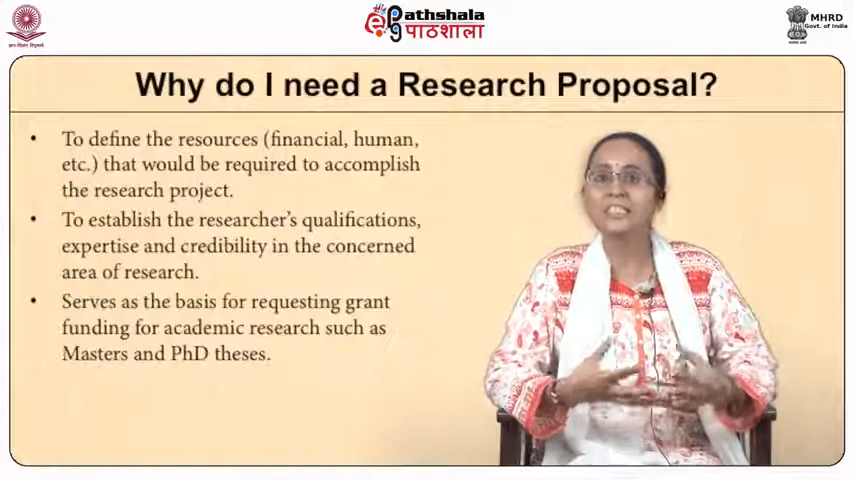 Pathshala
पाठशाला
MHRD
Govt. of India
Why do I need a Research Proposal?
• To define the resources (financial, human,
etc.) that would be required to accomplish
the research project.
• To establish the researcher's qualifications,
expertise and credibility in the concerned
area of research.
• Serves as the basis for requesting grant
funding for academic research such as
Masters and PhD theses.